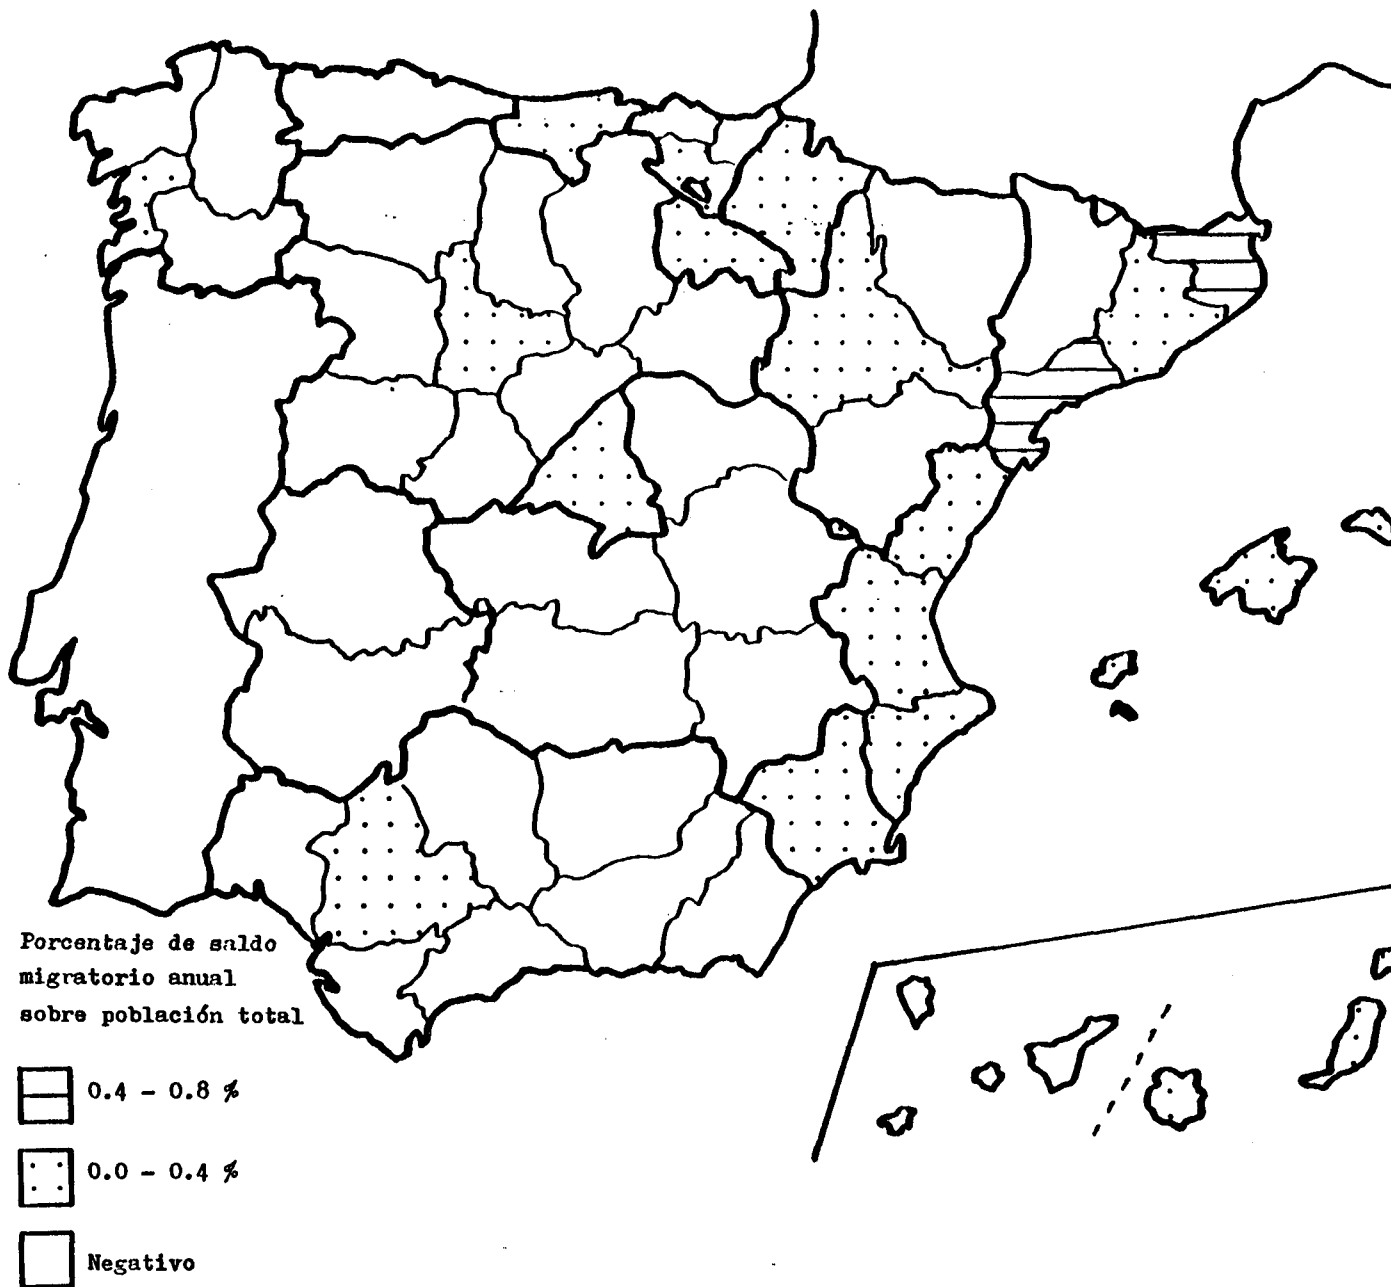 Porcentaje de saldo
migratorio anual
sobre población total
0.4 - 0.8 %
0.0 - 0.4 %
Negativo